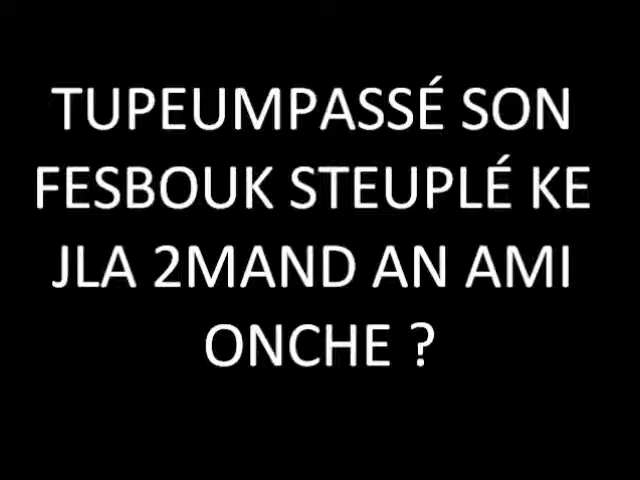 TUPEUMPASSÉ SON
FESBOUK STEUPLÉ KE
JLA 2MAND AN AMI
ONCHE ?